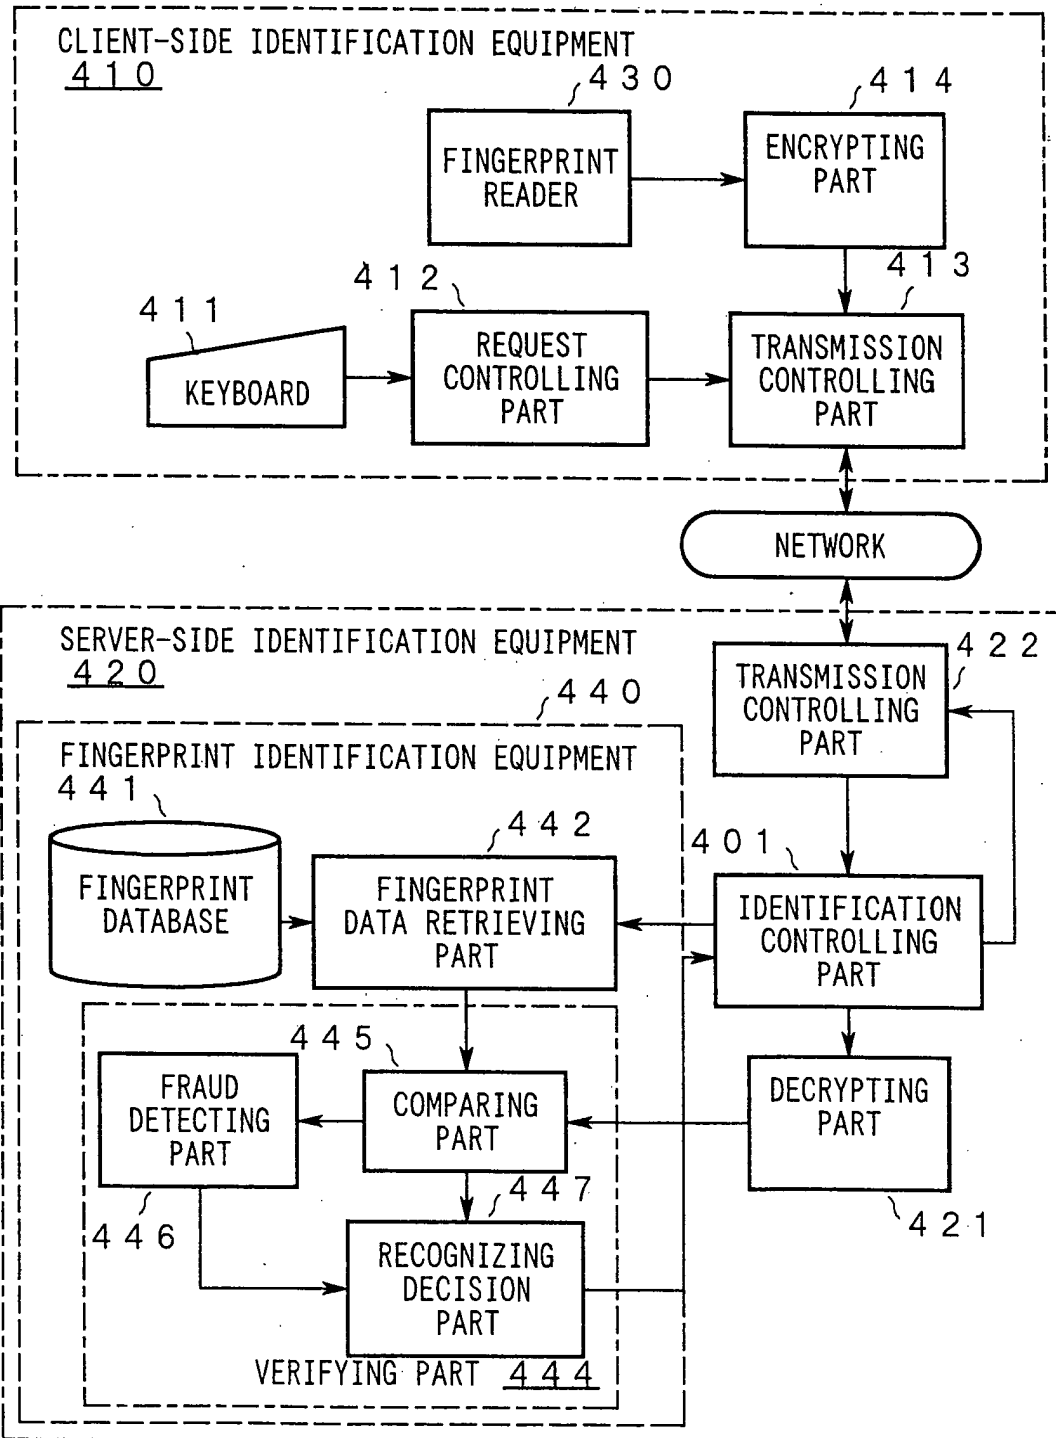 CLIENT-SIDE IDENTIFICATION EQUIPMENT
410
430
414
FINGERPRINT
READER
ENCRYPTING
PART
413
412
411
KEYBOARD
REQUEST
CONTROLLING
PART
TRANSMISSION
CONTROLLING
PART
NETWORK
SERVER-SIDE IDENTIFICATION EQUIPMENT
420
422
TRANSMISSION
CONTROLLING
PART
440
FINGERPRINT IDENTIFICATION EQUIPMENT
441
FINGERPRINT
DATABASE
442
FINGERPRINT
DATA RETRIEVING
PART
401
IDENTIFICATION
CONTROLLING
PART
445
FRAUD
DETECTING
PART
446
COMPARING
PART
DECRYPTING
PART
421
447
RECOGNIZING
DECISION
PART
VERIFYING PART 444